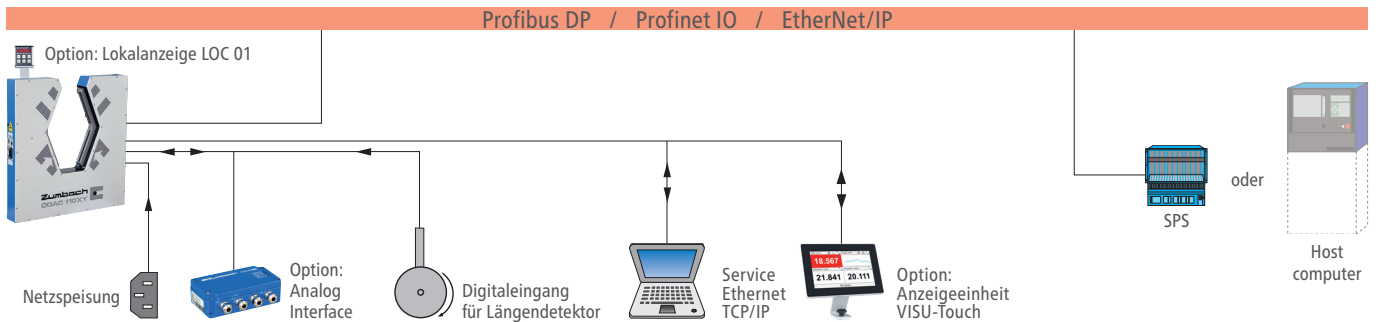 Profibus DP / Profinet IO / EtherNet/IP
Option: Lokalanzeige LOC 01
Zumbach
ODAC 110XY
Netzspeisung
Option:
Analog
Interface
Digitaleingang
für Längendetektor
Service
Ethernet
TCP/IP
18.567
21.841 20.111
Option:
Anzeigeeinheit
VISU-Touch
SPS
oder
Host
computer